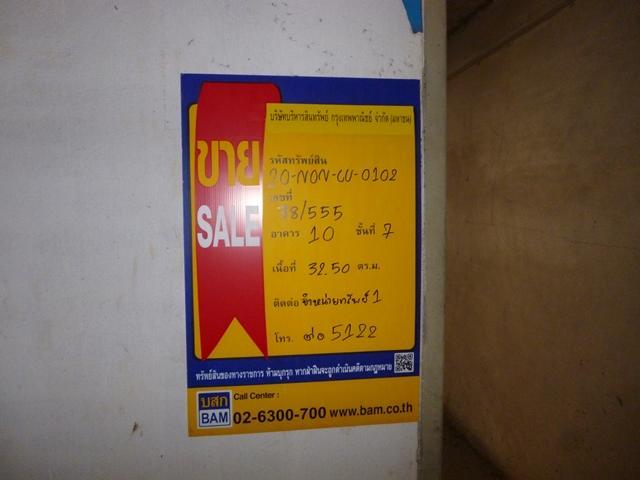 บริษัทบริหารสินทรัพย์ กรุงเทพพาณิชย์ จำกัด (มหาชน)
ขาย
SALE
รหัสทรัพย์สิน
20-NON-CU-0102
เลขที่ 78/555
อาคาร 10 ชั้นที่ 7
เนื้อที่ 32.50 ตร.ม.
ติดต่อ จำหน่ายทรัพย์ 1
โทร. ต่อ 5122
ทรัพย์สินของทางราชการ ห้ามบุกรุก หากฝ่าฝืนจะถูกดำเนินคดีตามกฎหมาย
บสก
BAM
Call Center :
02-6300-700 www.bam.co.th